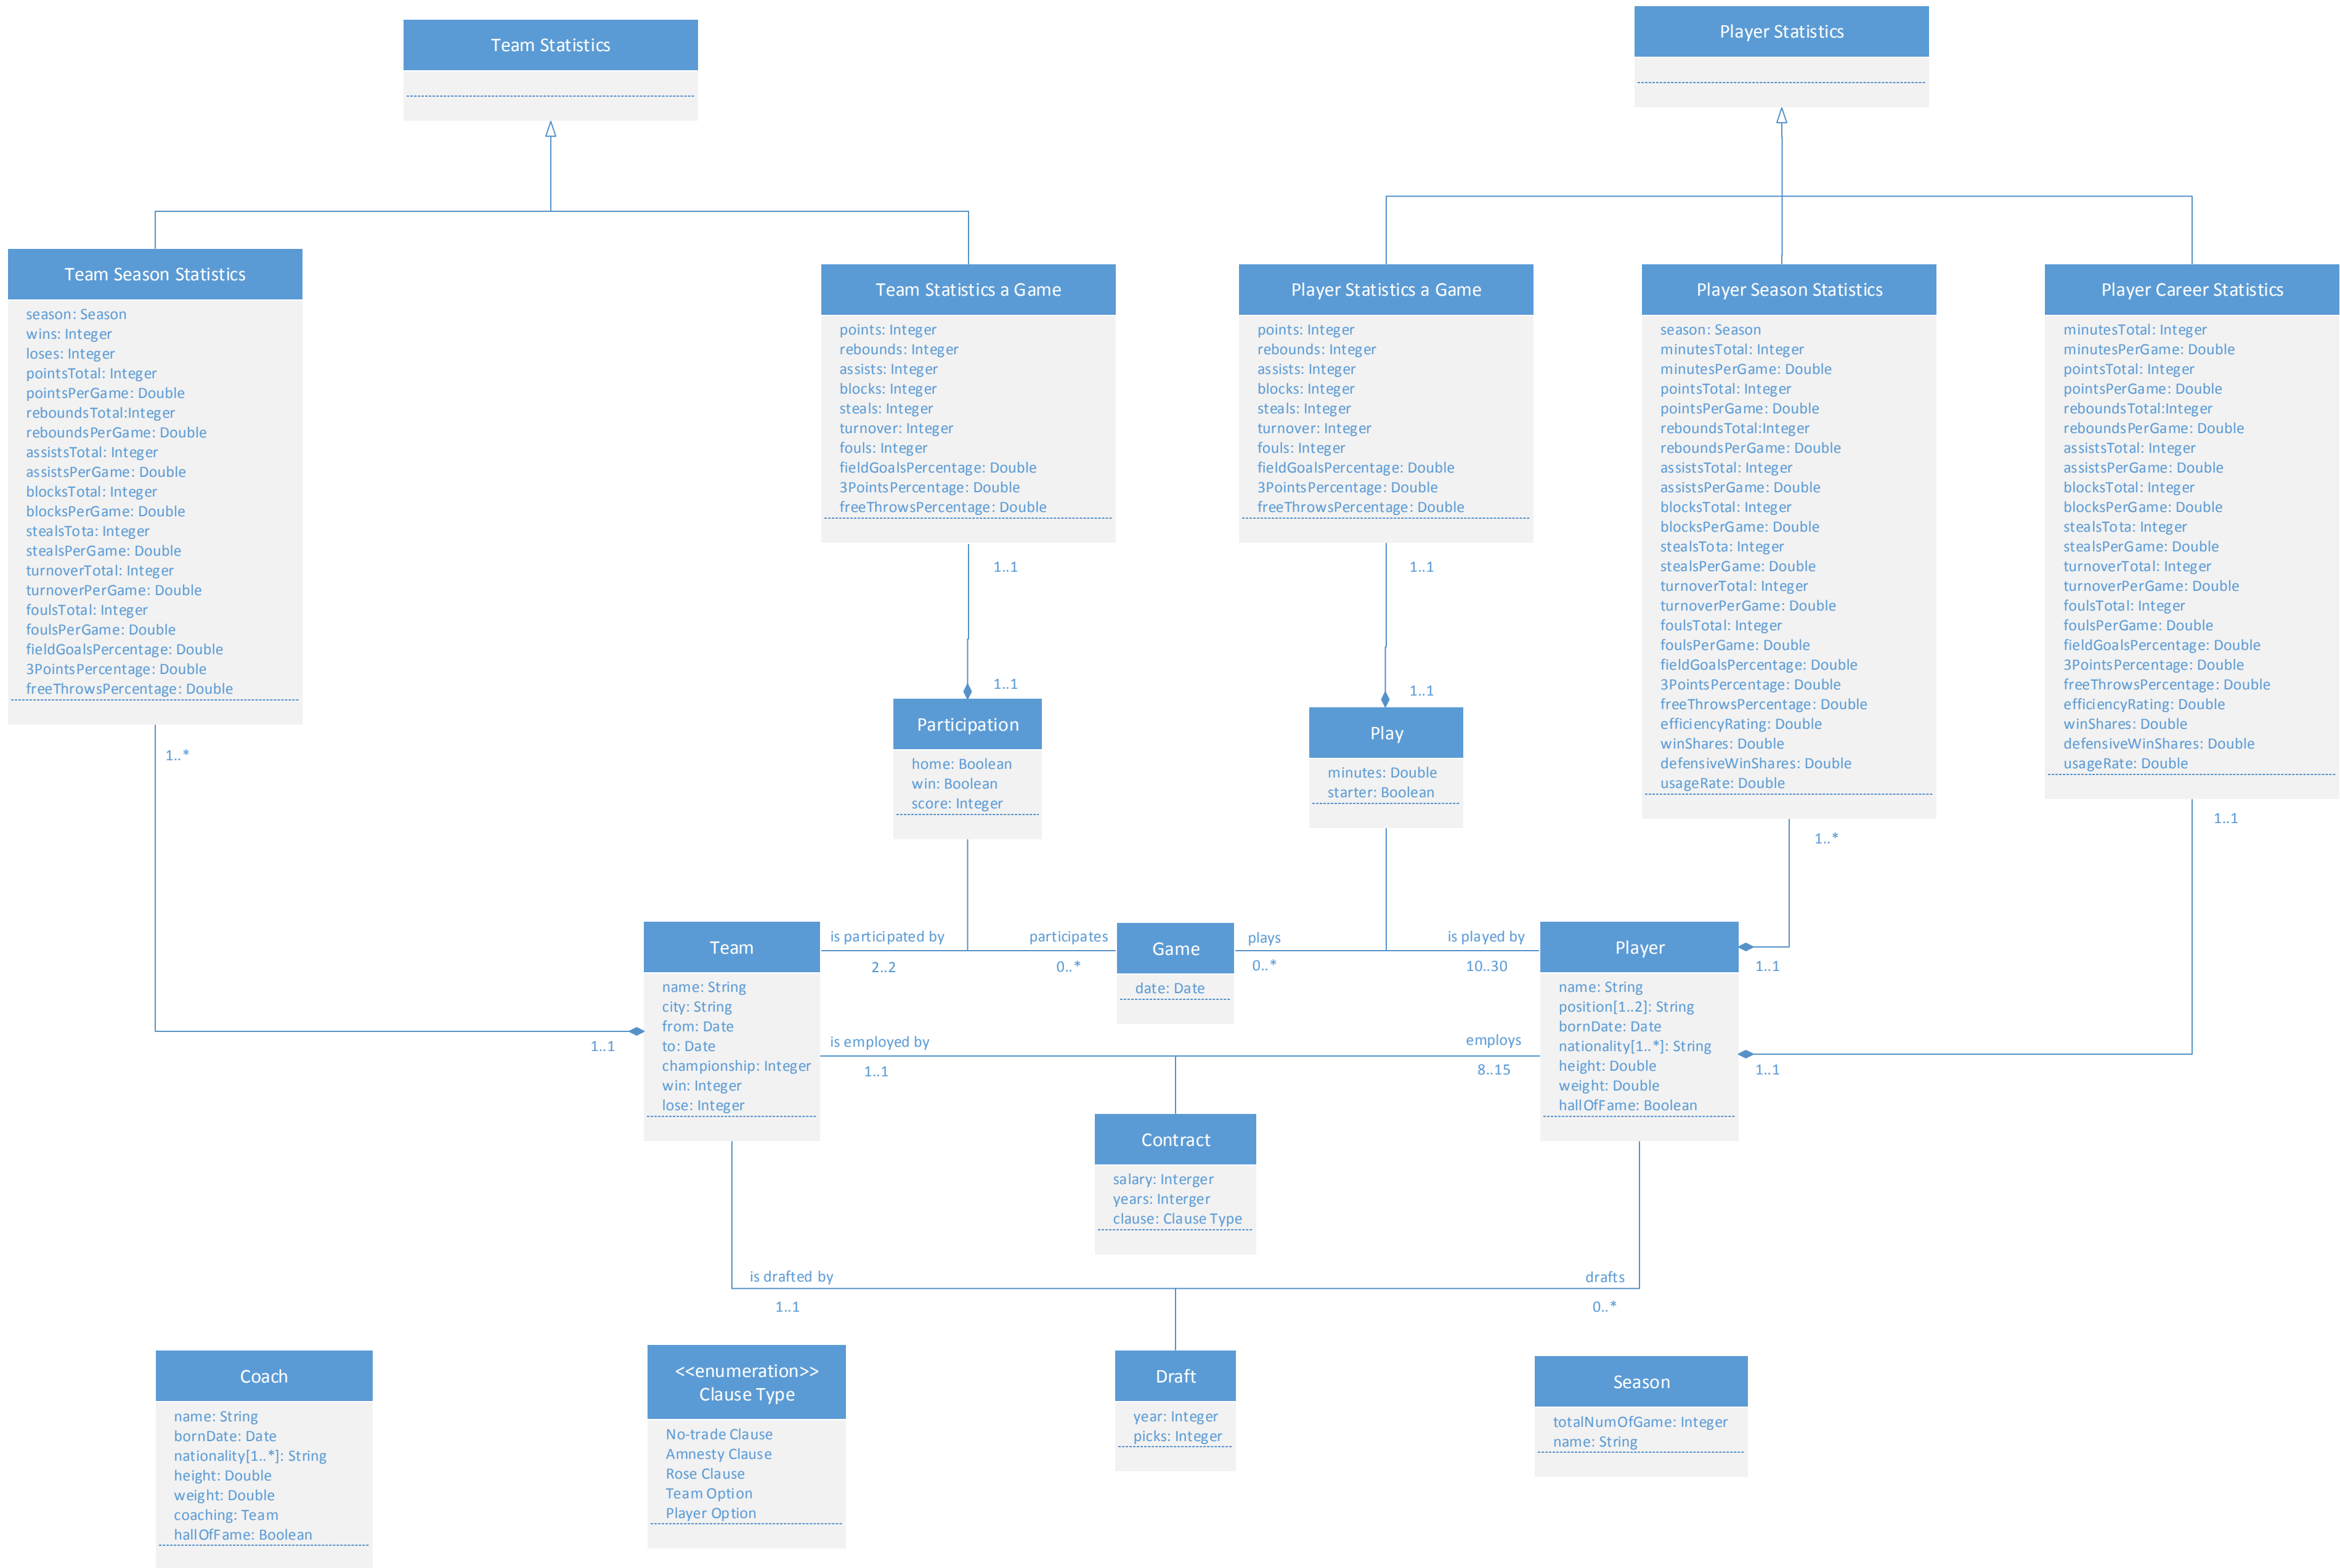 Team Statistics
Player Statistics
Team Season Statistics
season: Season
wins: Integer
loses: Integer
pointsTotal: Integer
pointsPerGame: Double
reboundsTotal:Integer
reboundsPerGame: Double
assistsTotal: Integer
assistsPerGame: Double
blocksTotal: Integer
blocksPerGame: Double
stealsTota: Integer
stealsPerGame: Double
turnoverTotal: Integer
turnoverPerGame: Double
foulsTotal: Integer
foulsPerGame: Double
fieldGoalsPercentage: Double
3PointsPercentage: Double
freeThrowsPercentage: Double
1..*
Team Statistics a Game
points: Integer
rebounds: Integer
assists: Integer
blocks: Integer
steals: Integer
turnover: Integer
fouls: Integer
fieldGoalsPercentage: Double
3PointsPercentage: Double
freeThrowsPercentage: Double
1..1
1..1
Player Statistics a Game
points: Integer
rebounds: Integer
assists: Integer
blocks: Integer
steals: Integer
turnover: Integer
fouls: Integer
fieldGoalsPercentage: Double
3PointsPercentage: Double
freeThrowsPercentage: Double
1..1
1..1
Player Season Statistics
season: Season
minutesTotal: Integer
minutesPerGame: Double
pointsTotal: Integer
pointsPerGame: Double
reboundsTotal:Integer
reboundsPerGame: Double
assistsTotal: Integer
assistsPerGame: Double
blocksTotal: Integer
blocksPerGame: Double
stealsTota: Integer
stealsPerGame: Double
turnoverTotal: Integer
turnoverPerGame: Double
foulsTotal: Integer
foulsPerGame: Double
fieldGoalsPercentage: Double
3PointsPercentage: Double
freeThrowsPercentage: Double
efficiencyRating: Double
winShares: Double
defensiveWinShares: Double
usageRate: Double
1..*
Player Career Statistics
minutesTotal: Integer
minutesPerGame: Double
pointsTotal: Integer
pointsPerGame: Double
reboundsTotal:Integer
reboundsPerGame: Double
assistsTotal: Integer
assistsPerGame: Double
blocksTotal: Integer
blocksPerGame: Double
stealsTota: Integer
stealsPerGame: Double
turnoverTotal: Integer
turnoverPerGame: Double
foulsTotal: Integer
foulsPerGame: Double
fieldGoalsPercentage: Double
3PointsPercentage: Double
freeThrowsPercentage: Double
efficiencyRating: Double
winShares: Double
defensiveWinShares: Double
usageRate: Double
1..1
Participation
home: Boolean
win: Boolean
score: Integer
Play
minutes: Double
starter: Boolean
Team
name: String
city: String
from: Date
to: Date
championship: Integer
win: Integer
lose: Integer
1..1
is participated by
2..2
participates
0..*
Game
date: Date
plays
0..*
is played by
10..30
Player
name: String
position[1..2]: String
bornDate: Date
nationality[1..*]: String
height: Double
weight: Double
hallOfFame: Boolean
1..1
1..1
is employed by
1..1
employs
8..15
Contract
salary: Interger
years: Interger
clause: Clause Type
is drafted by
1..1
drafts
0..*
Coach
name: String
bornDate: Date
nationality[1..*]: String
height: Double
weight: Double
coaching: Team
hallOfFame: Boolean
<<enumeration>>
Clause Type
No-trade Clause
Amnesty Clause
Rose Clause
Team Option
Player Option
Draft
year: Integer
picks: Integer
Season
totalNumOfGame: Integer
name: String